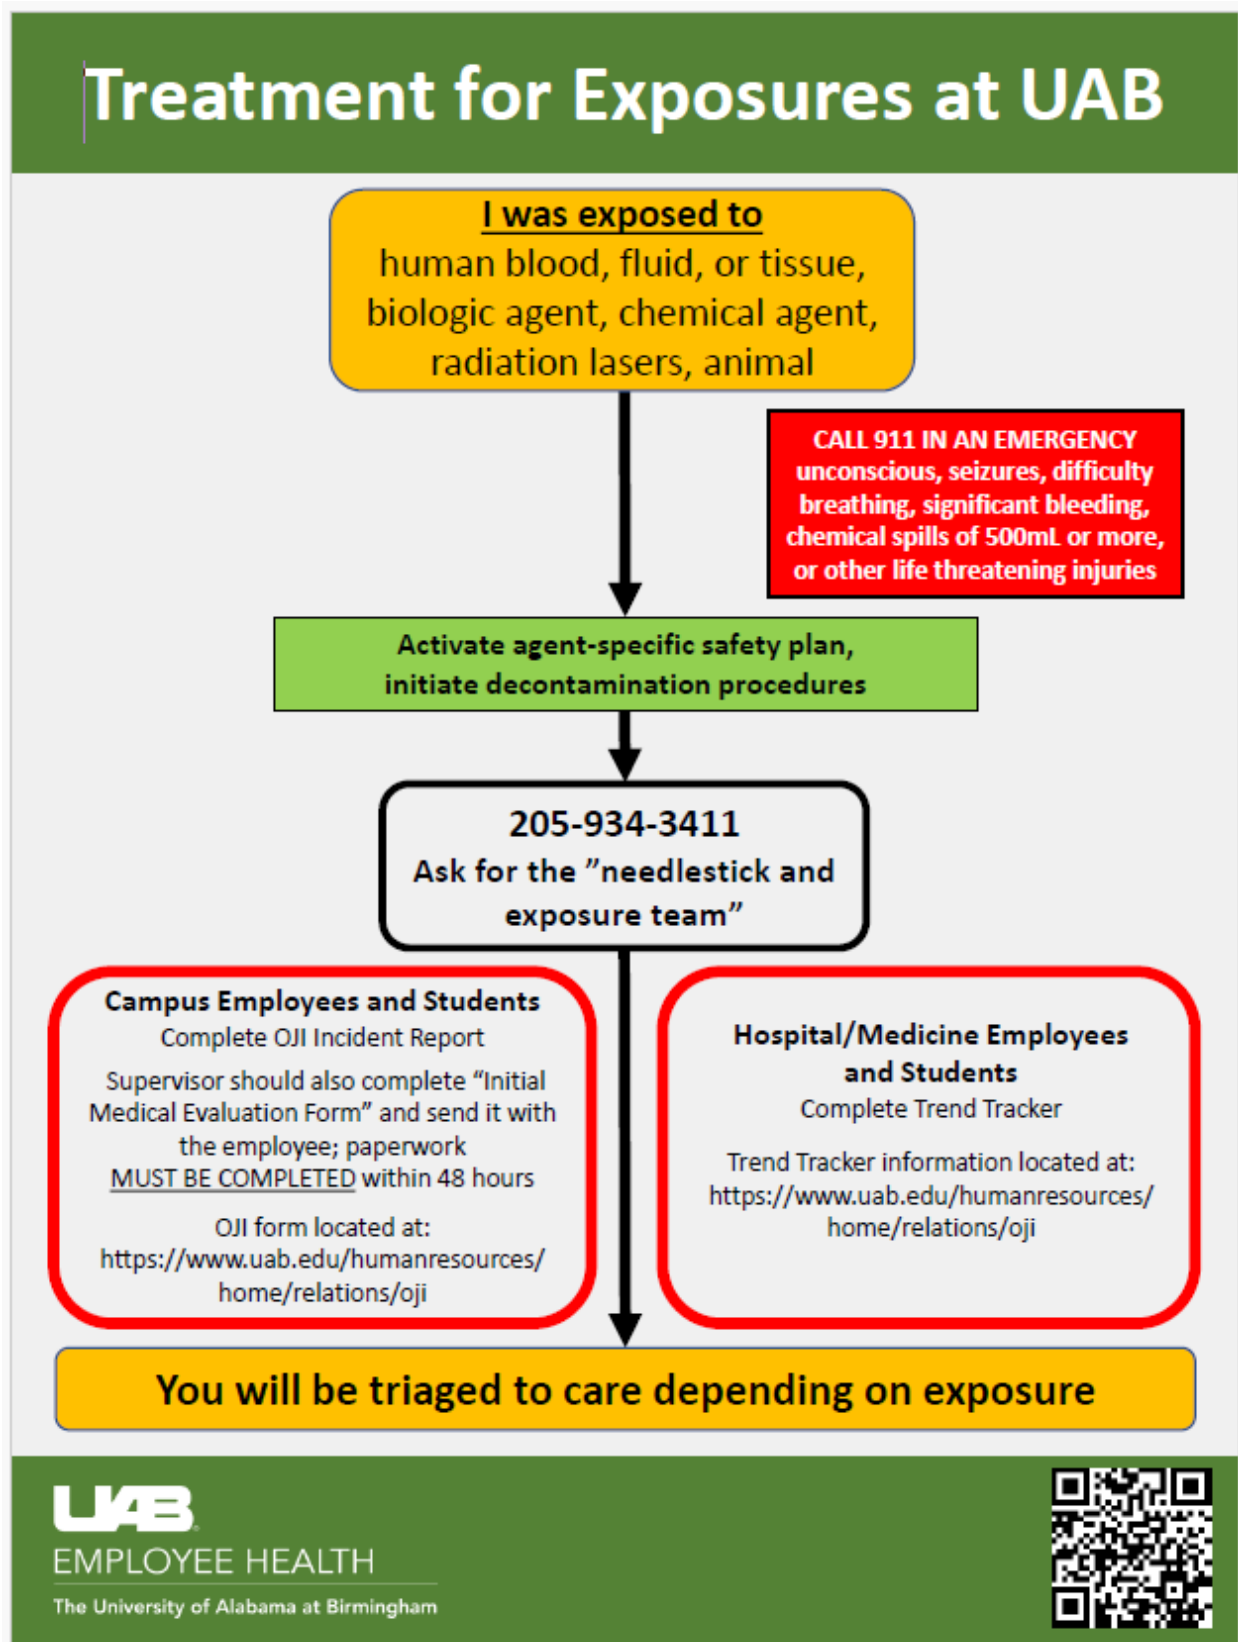 Treatment for Exposures at UAB
I was exposed to
human blood, fluid, or tissue,
biologic agent, chemical agent,
radiation lasers, animal
CALL 911 IN AN EMERGENCY
unconscious, seizures, difficulty
breathing, significant bleeding,
chemical spills of 500mL or more,
or other life threatening injuries
Activate agent-specific safety plan,
initiate decontamination procedures
205-934-3411
Ask for the ”needlestick and
exposure team”
Campus Employees and Students
Complete OJI Incident Report
Supervisor should also complete “Initial
Medical Evaluation Form” and send it with
the employee; paperwork
MUST BE COMPLETED within 48 hours
OJI form located at:
https://www.uab.edu/humanresources/
home/relations/oji
Hospital/Medicine Employees
and Students
Complete Trend Tracker
Trend Tracker information located at:
https://www.uab.edu/humanresources/
home/relations/oji
You will be triaged to care depending on exposure
UAB®
EMPLOYEE HEALTH
The University of Alabama at Birmingham